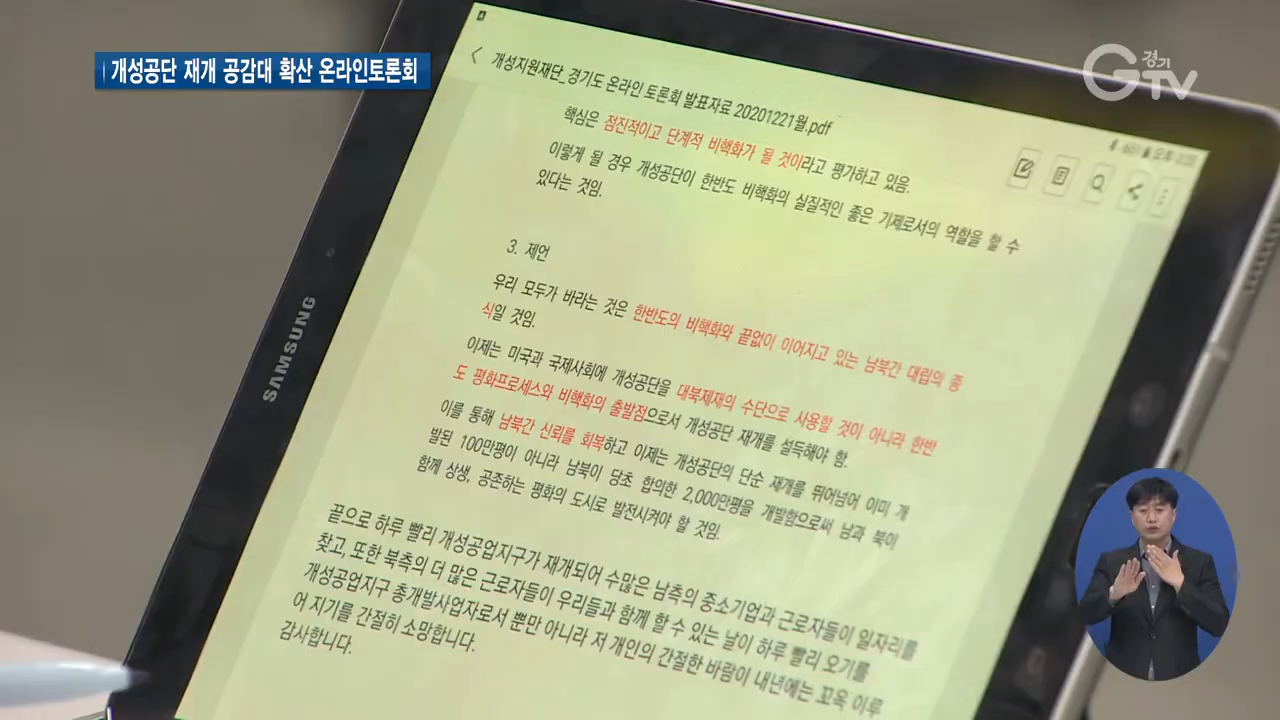 개성공단 재개 공감대 확산 온라인토론회
경기
GTV
개성지원재단_경기도 온라인 토론회 발표자료 20201221월.pdf
핵심은 점진적이고 단계적 비핵화가 될 것이라고 평가하고 있음.
이렇게 될 경우 개성공단이 한반도 비핵화의 실질적인 좋은 기제로서의 역할을 할 수
있다는 것임.
3. 제언
우리 모두가 바라는 것은 한반도의 비핵화와 끝없이 이어지고 있는 남북간 대립의 종
식일 것임.
이제는 미국과 국제사회에 개성공단을 대북제재의 수단으로 사용할 것이 아니라 한반
도 평화프로세스와 비핵화의 출발점으로서 개성공단 재개를 설득해야 함.
이를 통해 남북간 신뢰를 회복하고 이제는 개성공단의 단순 재개를 뛰어넘어 이미 개
발된 100만평이 아니라 남북이 당초 합의한 2,000만평을 개발함으로써 남과 북이
함께 상생, 공존하는 평화의 도시로 발전시켜야 할 것임.
끝으로 하루 빨리 개성공업지구가 재개되어 수많은 남측의 중소기업과 근로자들이 일자리를
찾고, 또한 북측의 더 많은 근로자들이 우리들과 함께 할 수 있는 날이 하루 빨리 오기를
개성공업지구 총개발사업자로서 뿐만 아니라 저 개인의 간절한 바람이 내년에는 꼬옥 이루
어 지기를 간절히 소망합니다.
감사합니다.
SAMSUNG